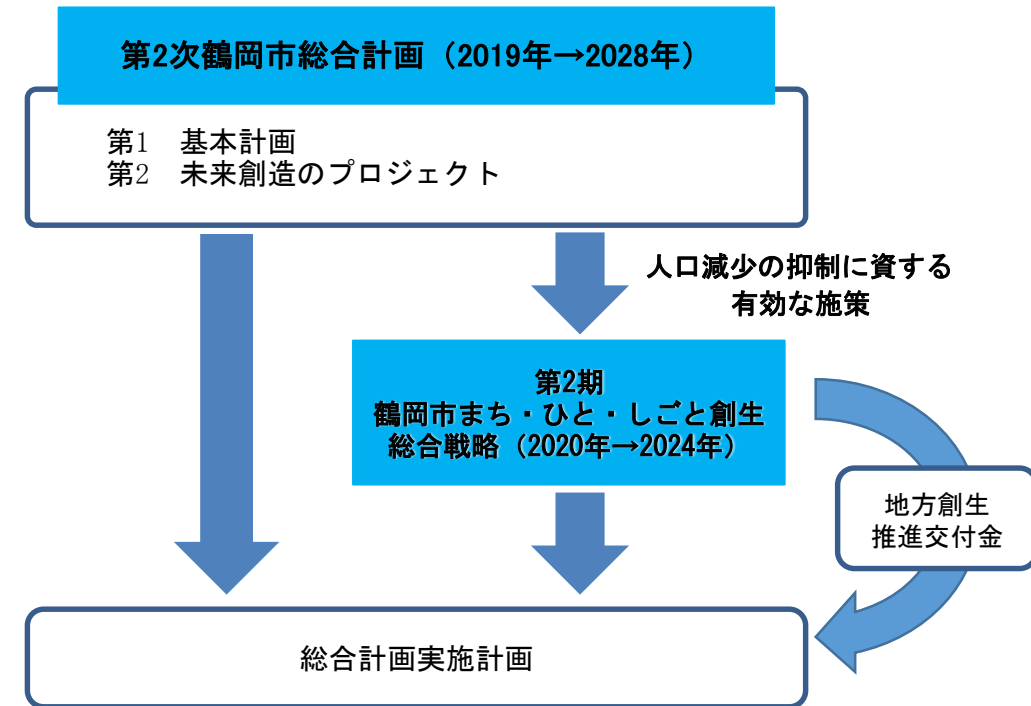 第2次鶴岡市総合計画（2019年→2028年）
第1　基本計画
第2　未来創造のプロジェクト
人口減少の抑制に資する
有効な施策
第2期
鶴岡市まち・ひと・しごと創生
総合戦略（2020年→2024年）
地方創生
推進交付金
総合計画実施計画